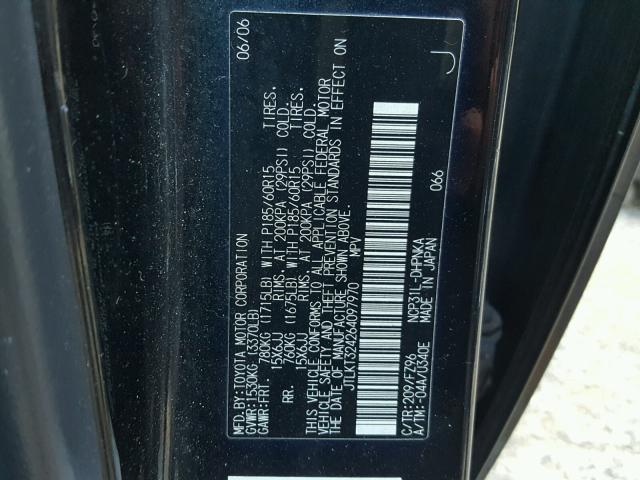 MFD.BY:TOYOTA MOTOR CORPORATION 06/06
GVWR:1530KG (3370LB)
GAWR:FRT. 780KG (1715LB) WITH P185/60R15 TIRES.
15X6JJ RIMS. AT 200KPA (29PSI) COLD.
RR. 760KG (1675LB) WITH P185/60R15 TIRES.
15X6JJ RIMS. AT 200KPA (29PSI) COLD.
THIS VEHICLE CONFORMS TO ALL APPLICABLE FEDERAL MOTOR
VEHICLE SAFETY AND THEFT PREVENTION STANDARDS IN EFFECT ON
THE DATE OF MANUFACTURE SHOWN ABOVE.
JTLKT324264097970 MPV
C/TR:209/FZ96 NCP31L-DHPNKA
A/TM:-04A/U340E MADE IN JAPAN
066
J